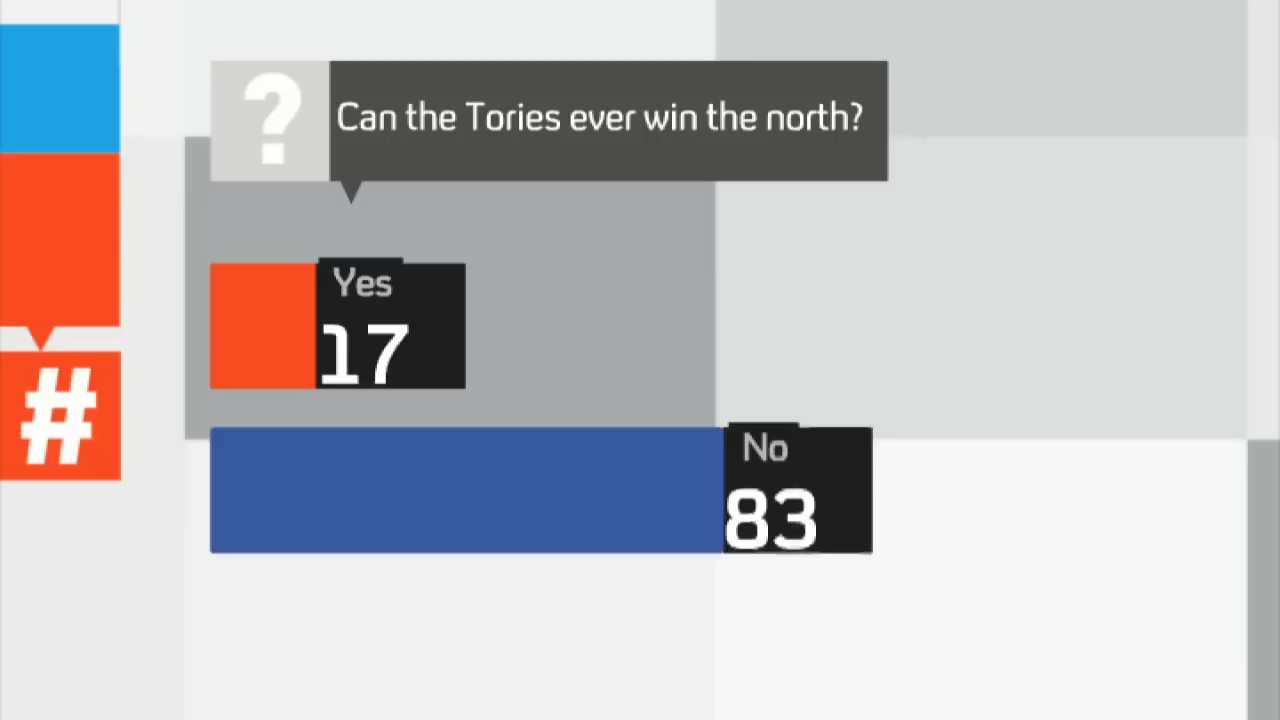 ?
Can the Tories ever win the north?
Yes
17
#
No
83